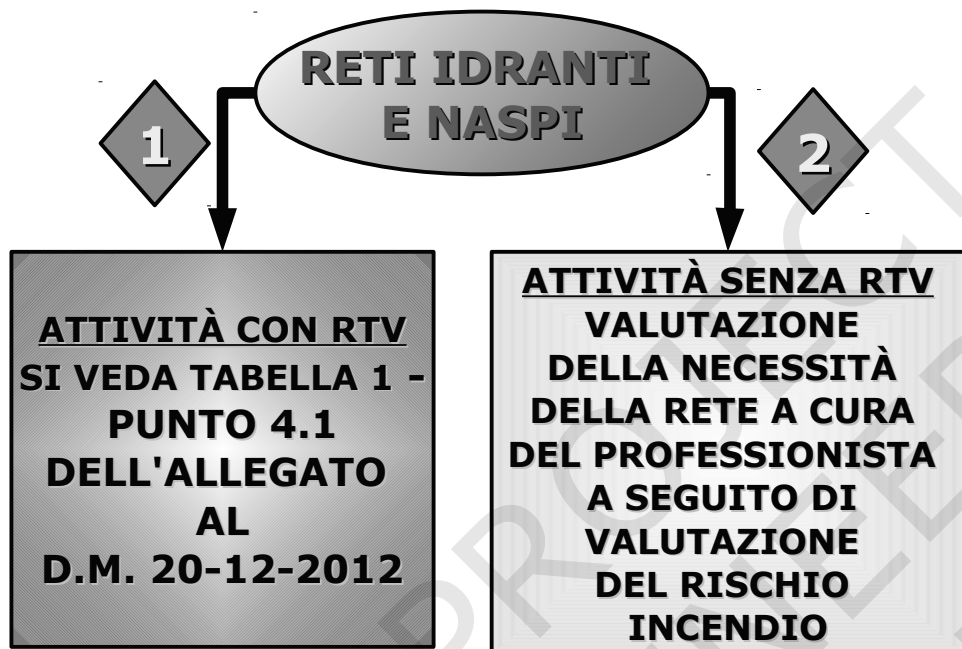 RETI IDRANTI
E NASPI
1
2
ATTIVITÀ CON RTV
SI VEDA TABELLA 1 -
PUNTO 4.1
DELL'ALLEGATO
AL
D.M. 20-12-2012
ATTIVITÀ SENZA RTV
VALUTAZIONE
DELLA NECESSITÀ
DELLA RETE A CURA
DEL PROFESSIONISTA
A SEGUITO DI
VALUTAZIONE
DEL RISCHIO
INCENDIO
PROJECT